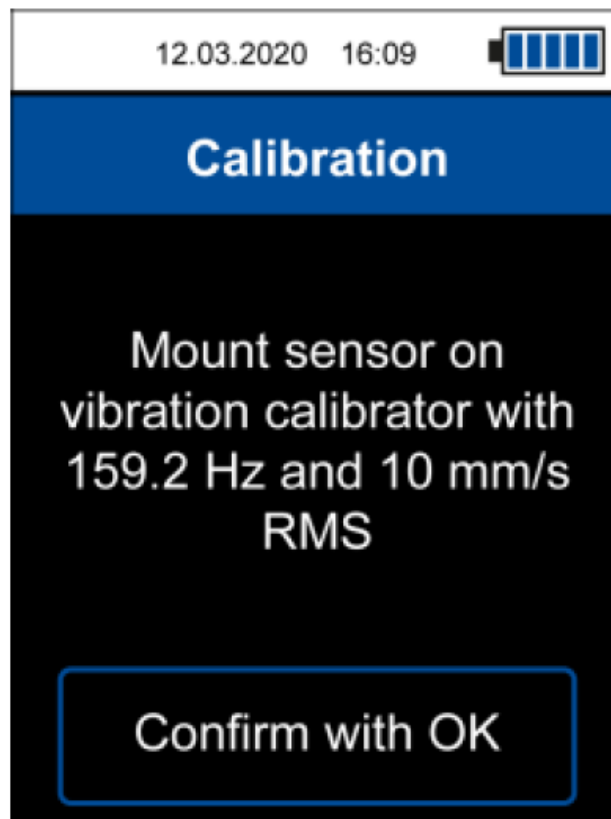 12.03.2020 16:09
Calibration
Mount sensor on
vibration calibrator with
159.2 Hz and 10 mm/s
RMS
Confirm with OK